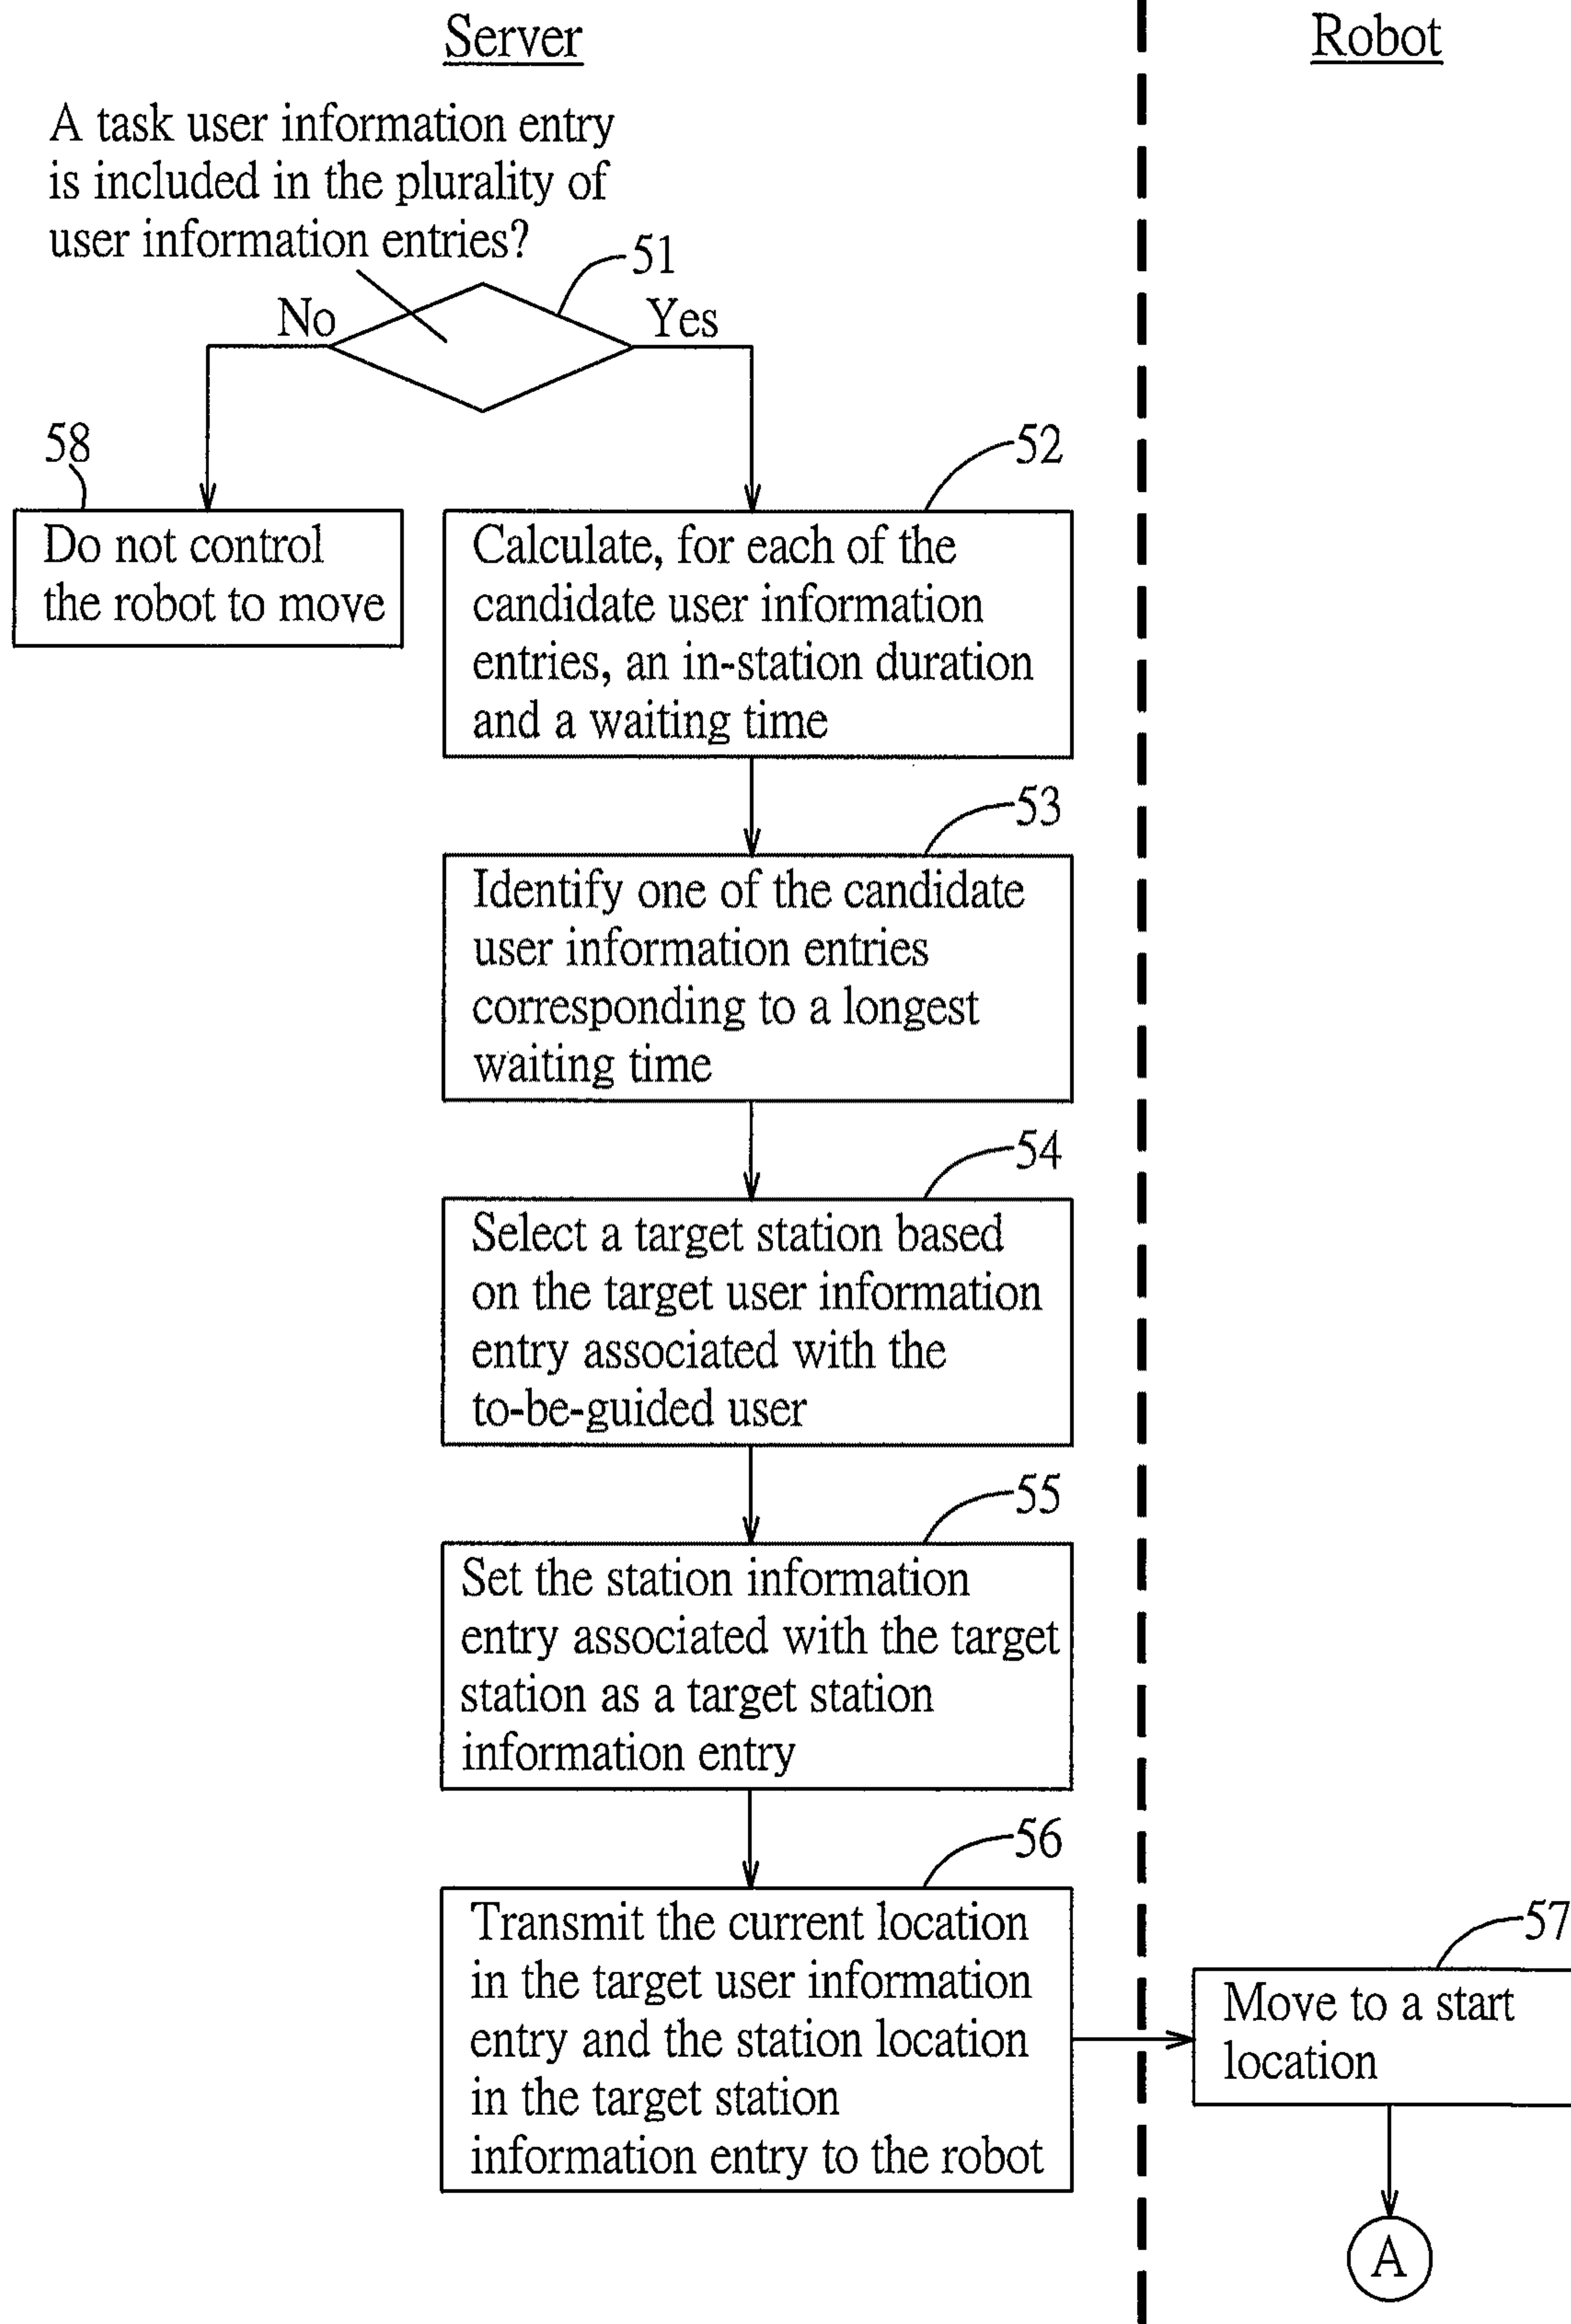 Server
Robot
A task user information entry
is included in the plurality of
user information entries?
51
No
Yes
58
Do not control
the robot to move
52
Calculate, for each of the
candidate user information
entries, an in-station duration
and a waiting time
53
Identify one of the candidate
user information entries
corresponding to a longest
waiting time
54
Select a target station based
on the target user information
entry associated with the
to-be-guided user
55
Set the station information
entry associated with the target
station as a target station
information entry
56
Transmit the current location
in the target user information
entry and the station location
in the target station
information entry to the robot
57
Move to a start
location
A